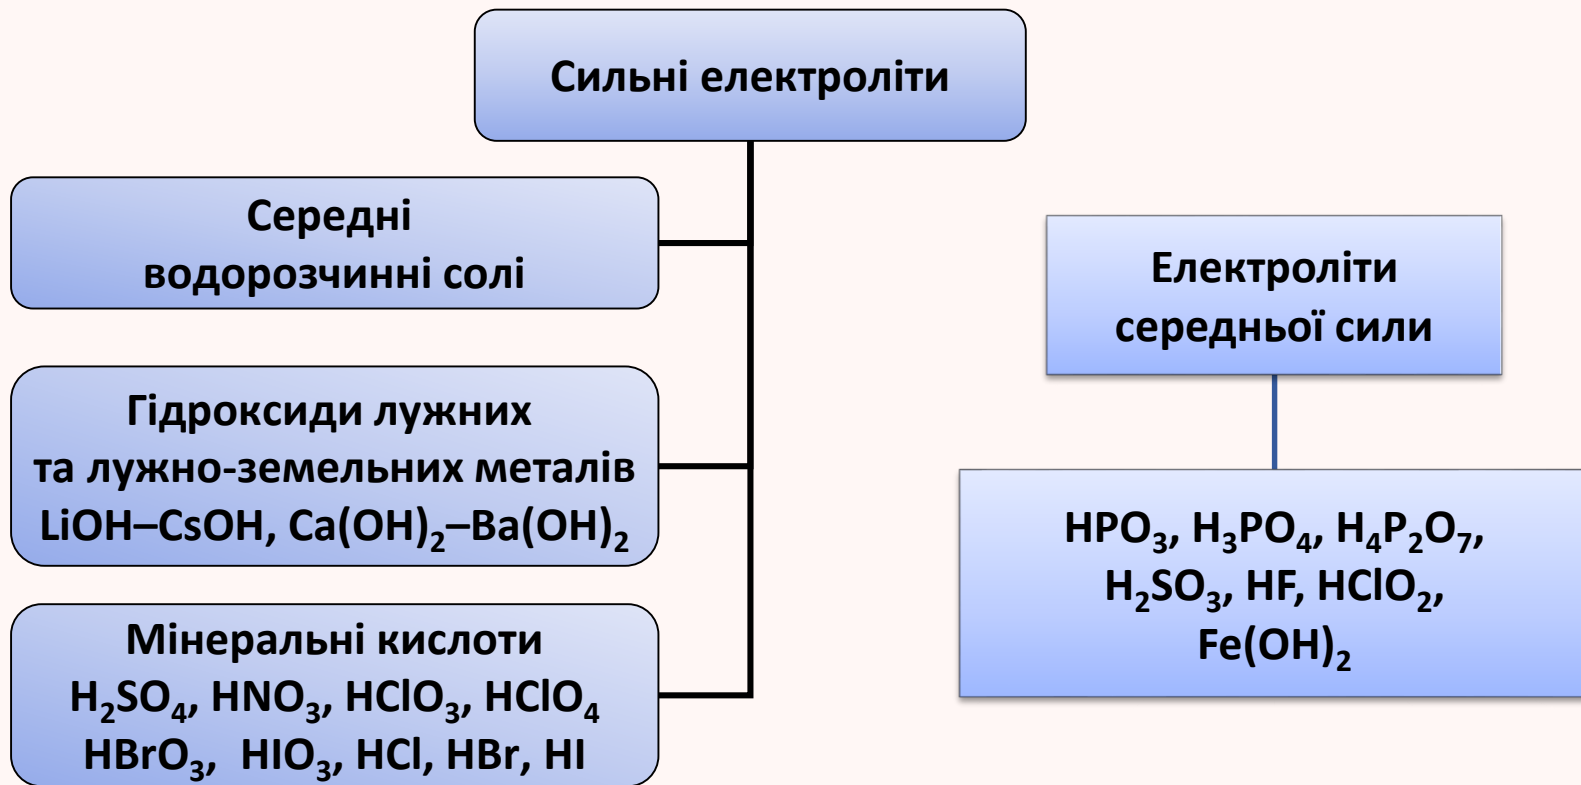 Сильні електроліти
Середні
водорозчинні солі
Гідроксиди лужних
та лужно-земельних металів
LiOH–CsOH, Ca(OH)₂–Ba(OH)₂
Мінеральні кислоти
H₂SO₄, HNO₃, HClO₃, HClO₄
HBrO₃, HIO₃, HCl, HBr, HI
Електроліти
середньої сили
HPO₃, H₃PO₄, H₄P₂O₇,
H₂SO₃, HF, HClO₂,
Fe(OH)₂